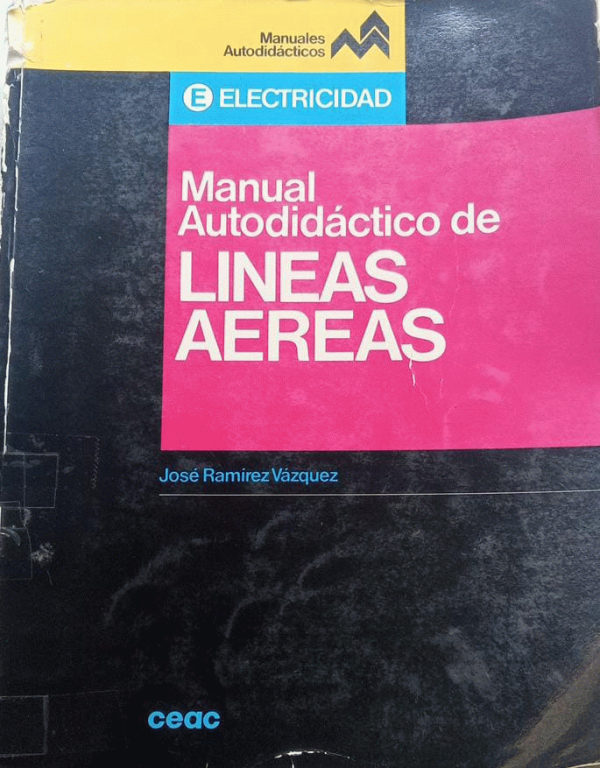 Manuales
Autodidácticos
E ELECTRICIDAD
Manual
Autodidáctico de
LINEAS
AEREAS
José Ramírez Vázquez
ceac